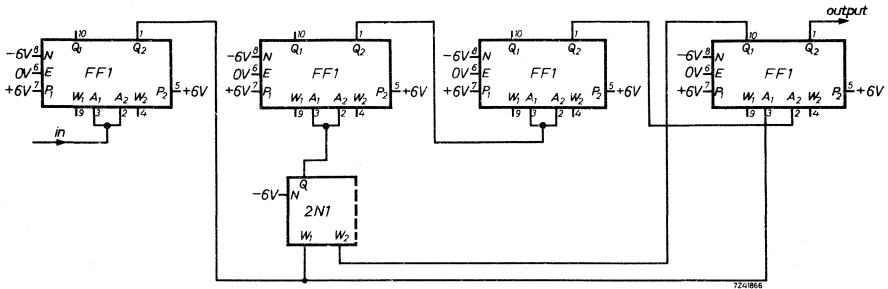 10 1 10 1 10 1 10 1 output
Q1 Q2 Q1 Q2 Q1 Q2 Q1 Q2
-6V 8 N -6V 8 N -6V 8 N -6V 8 N
0V 6 E FF1 0V 6 E FF1 0V 6 E FF1 0V 6 E FF1
+6V 7 P1 P2 5 +6V +6V 7 P1 P2 5 +6V +6V 7 P1 P2 5 +6V +6V 7 P1 P2 5 +6V
W1 A1 A2 W2 W1 A1 A2 W2 W1 A1 A2 W2 W1 A1 A2 W2
9 3 2 4 9 3 2 4 9 3 2 4 9 3 2 4
in
Q
-6V N
2N1
W1 W2
7Z41866